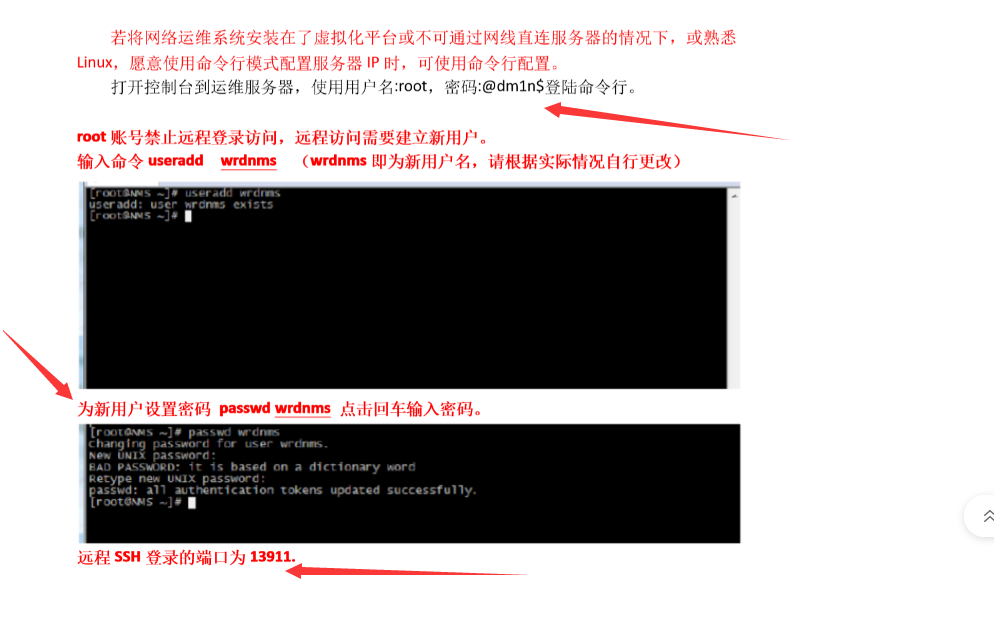 若将网络运维系统安装在了虚拟化平台或不可通过网线直连服务器的情况下，或熟悉
Linux，愿意使用命令行模式配置服务器 IP 时，可使用命令行配置。
打开控制台到运维服务器，使用用户名:root，密码:@dm1n$登陆命令行。
root 账号禁止远程登录访问，远程访问需要建立新用户。
输入命令 useradd wrdnms （wrdnms 即为新用户名，请根据实际情况自行更改）
[root@NMS ~]# useradd wrdnms
useradd: user wrdnms exists
[root@NMS ~]#
为新用户设置密码 passwd wrdnms 点击回车输入密码。
[root@NMS ~]# passwd wrdnms
Changing password for user wrdnms.
New UNIX password:
BAD PASSWORD: it is based on a dictionary word
Retype new UNIX password:
passwd: all authentication tokens updated successfully.
[root@NMS ~]#
远程 SSH 登录的端口为 13911.